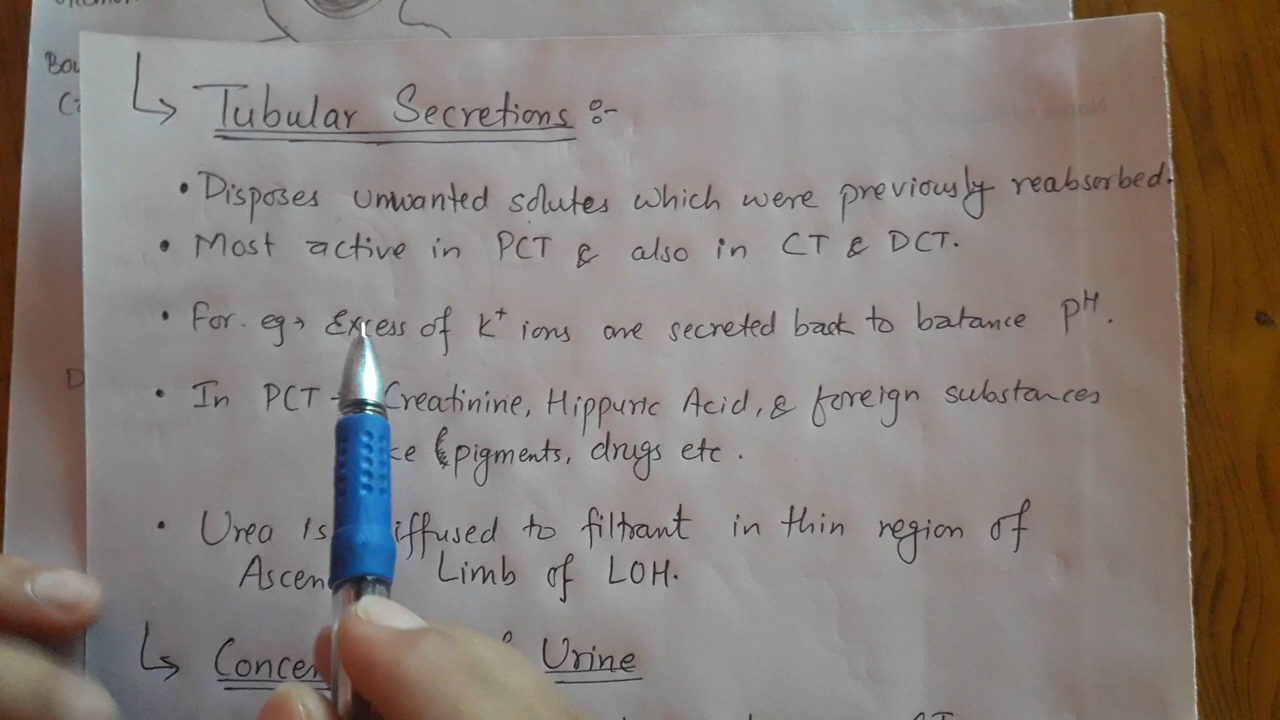 Bou
↳ Tubular Secretions :-
• Disposes unwanted solutes which were previously reabsorbed.
• Most active in PCT & also in CT & DCT.
• For. eg → Excess of K+ ions are secreted back to balance pH.
• In PCT - Creatinine, Hippuric Acid, & foreign substances
pigments, drugs etc.
• Urea is iffused to filtrant in thin region of
Ascen Limb of LOH.
↳ Concen Urine